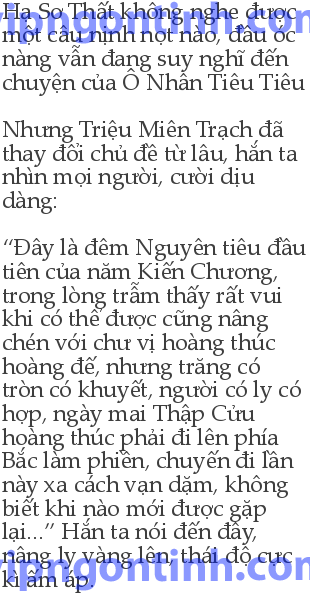 Hạ Sơ Thất không nghe được
một câu nịnh nọt nào, đầu óc
nàng vẫn đang suy nghĩ đến
chuyện của Ô Nhân Tiêu Tiêu
Nhưng Triệu Miên Trạch đã
thay đổi chủ đề từ lâu, hắn ta
nhìn mọi người, cười dịu
dàng:
“Đây là đêm Nguyên tiêu đầu
tiên của năm Kiến Chương,
trong lòng trẫm thấy rất vui
khi có thể được cũng nâng
chén với chư vị hoàng thúc
hoàng đế, nhưng trăng có
tròn có khuyết, người có ly có
hợp, ngày mai Thập Cửu
hoàng thúc phải đi lên phía
Bắc làm phiền, chuyến đi lần
này xa cách vạn dặm, không
biết khi nào mới được gặp
lại...” Hắn ta nói đến đây,
nâng ly vàng lên, thái độ cực
kì ấm áp.
vipngontinh.com
vipngontinh.com